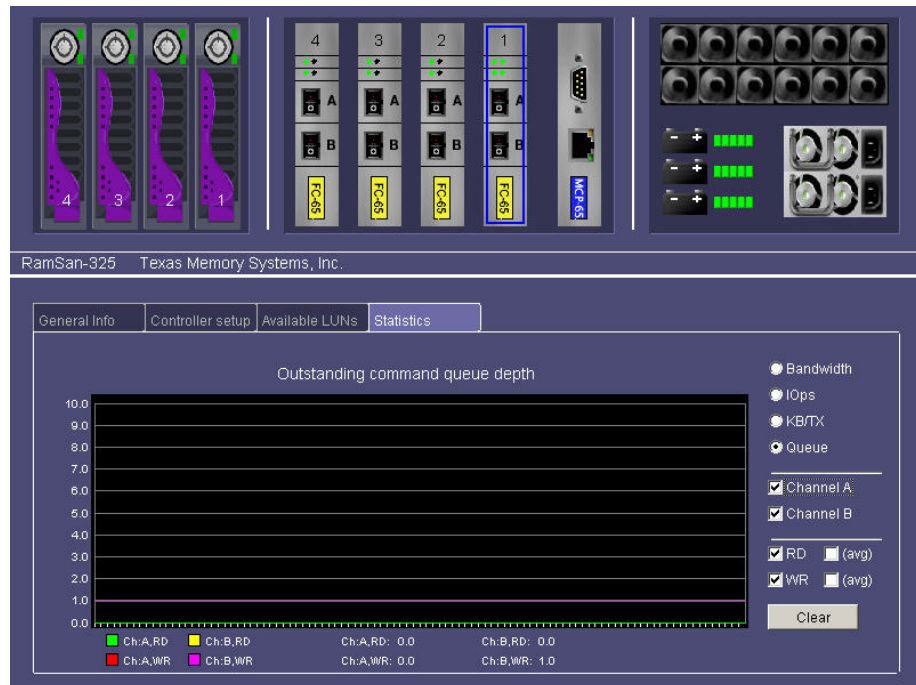 4 3 2 1
4 3 2 1
A A A A
B B B B
FC-65 FC-65 FC-65 FC-65 MCP-65
- +
- +
- +
RamSan-325 Texas Memory Systems, Inc.
General Info Controller setup Available LUNs Statistics
Outstanding command queue depth
Bandwidth
IOps
KB/TX
Queue
Channel A
Channel B
RD (avg)
WR (avg)
Clear
10.0
9.0
8.0
7.0
6.0
5.0
4.0
3.0
2.0
1.0
0.0
Ch:A,RD Ch:B,RD Ch:A,RD: 0.0 Ch:B,RD: 0.0
Ch:A,WR Ch:B,WR Ch:A,WR: 0.0 Ch:B,WR: 1.0